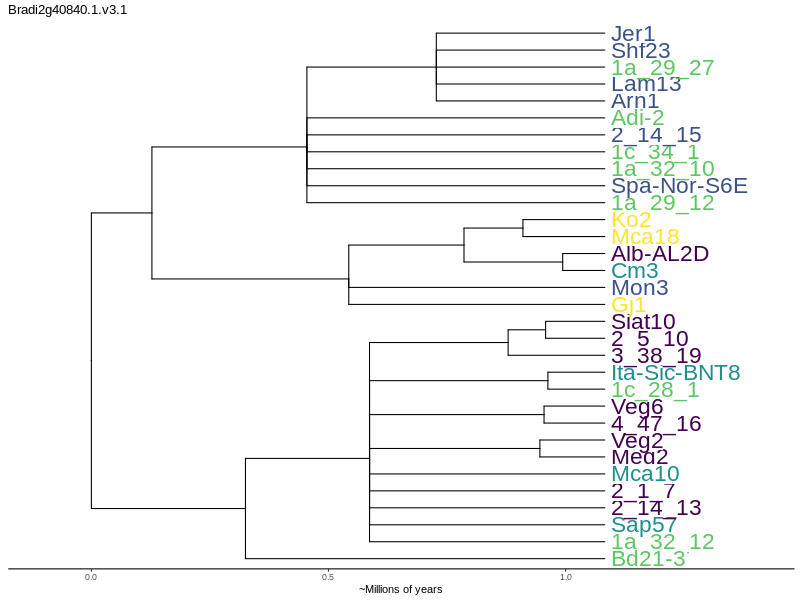 Bradi2g40840.1.v3.1
Jer1
Shf23
1a_29_27
Lam13
Arn1
Adi-2
2_14_15
1c_34_1
1a_32_10
Spa-Nor-S6E
1a_29_12
Ko2
Mca18
Alb-AL2D
Cm3
Mon3
Gj1
Siat10
2_5_10
3_38_19
Ita-Sic-BNT8
1c_28_1
Veg6
4_47_16
Veg2
Med2
Mca10
2_1_7
2_14_13
Sap57
1a_32_12
Bd21-3
0.0 0.5 1.0
~Millions of years